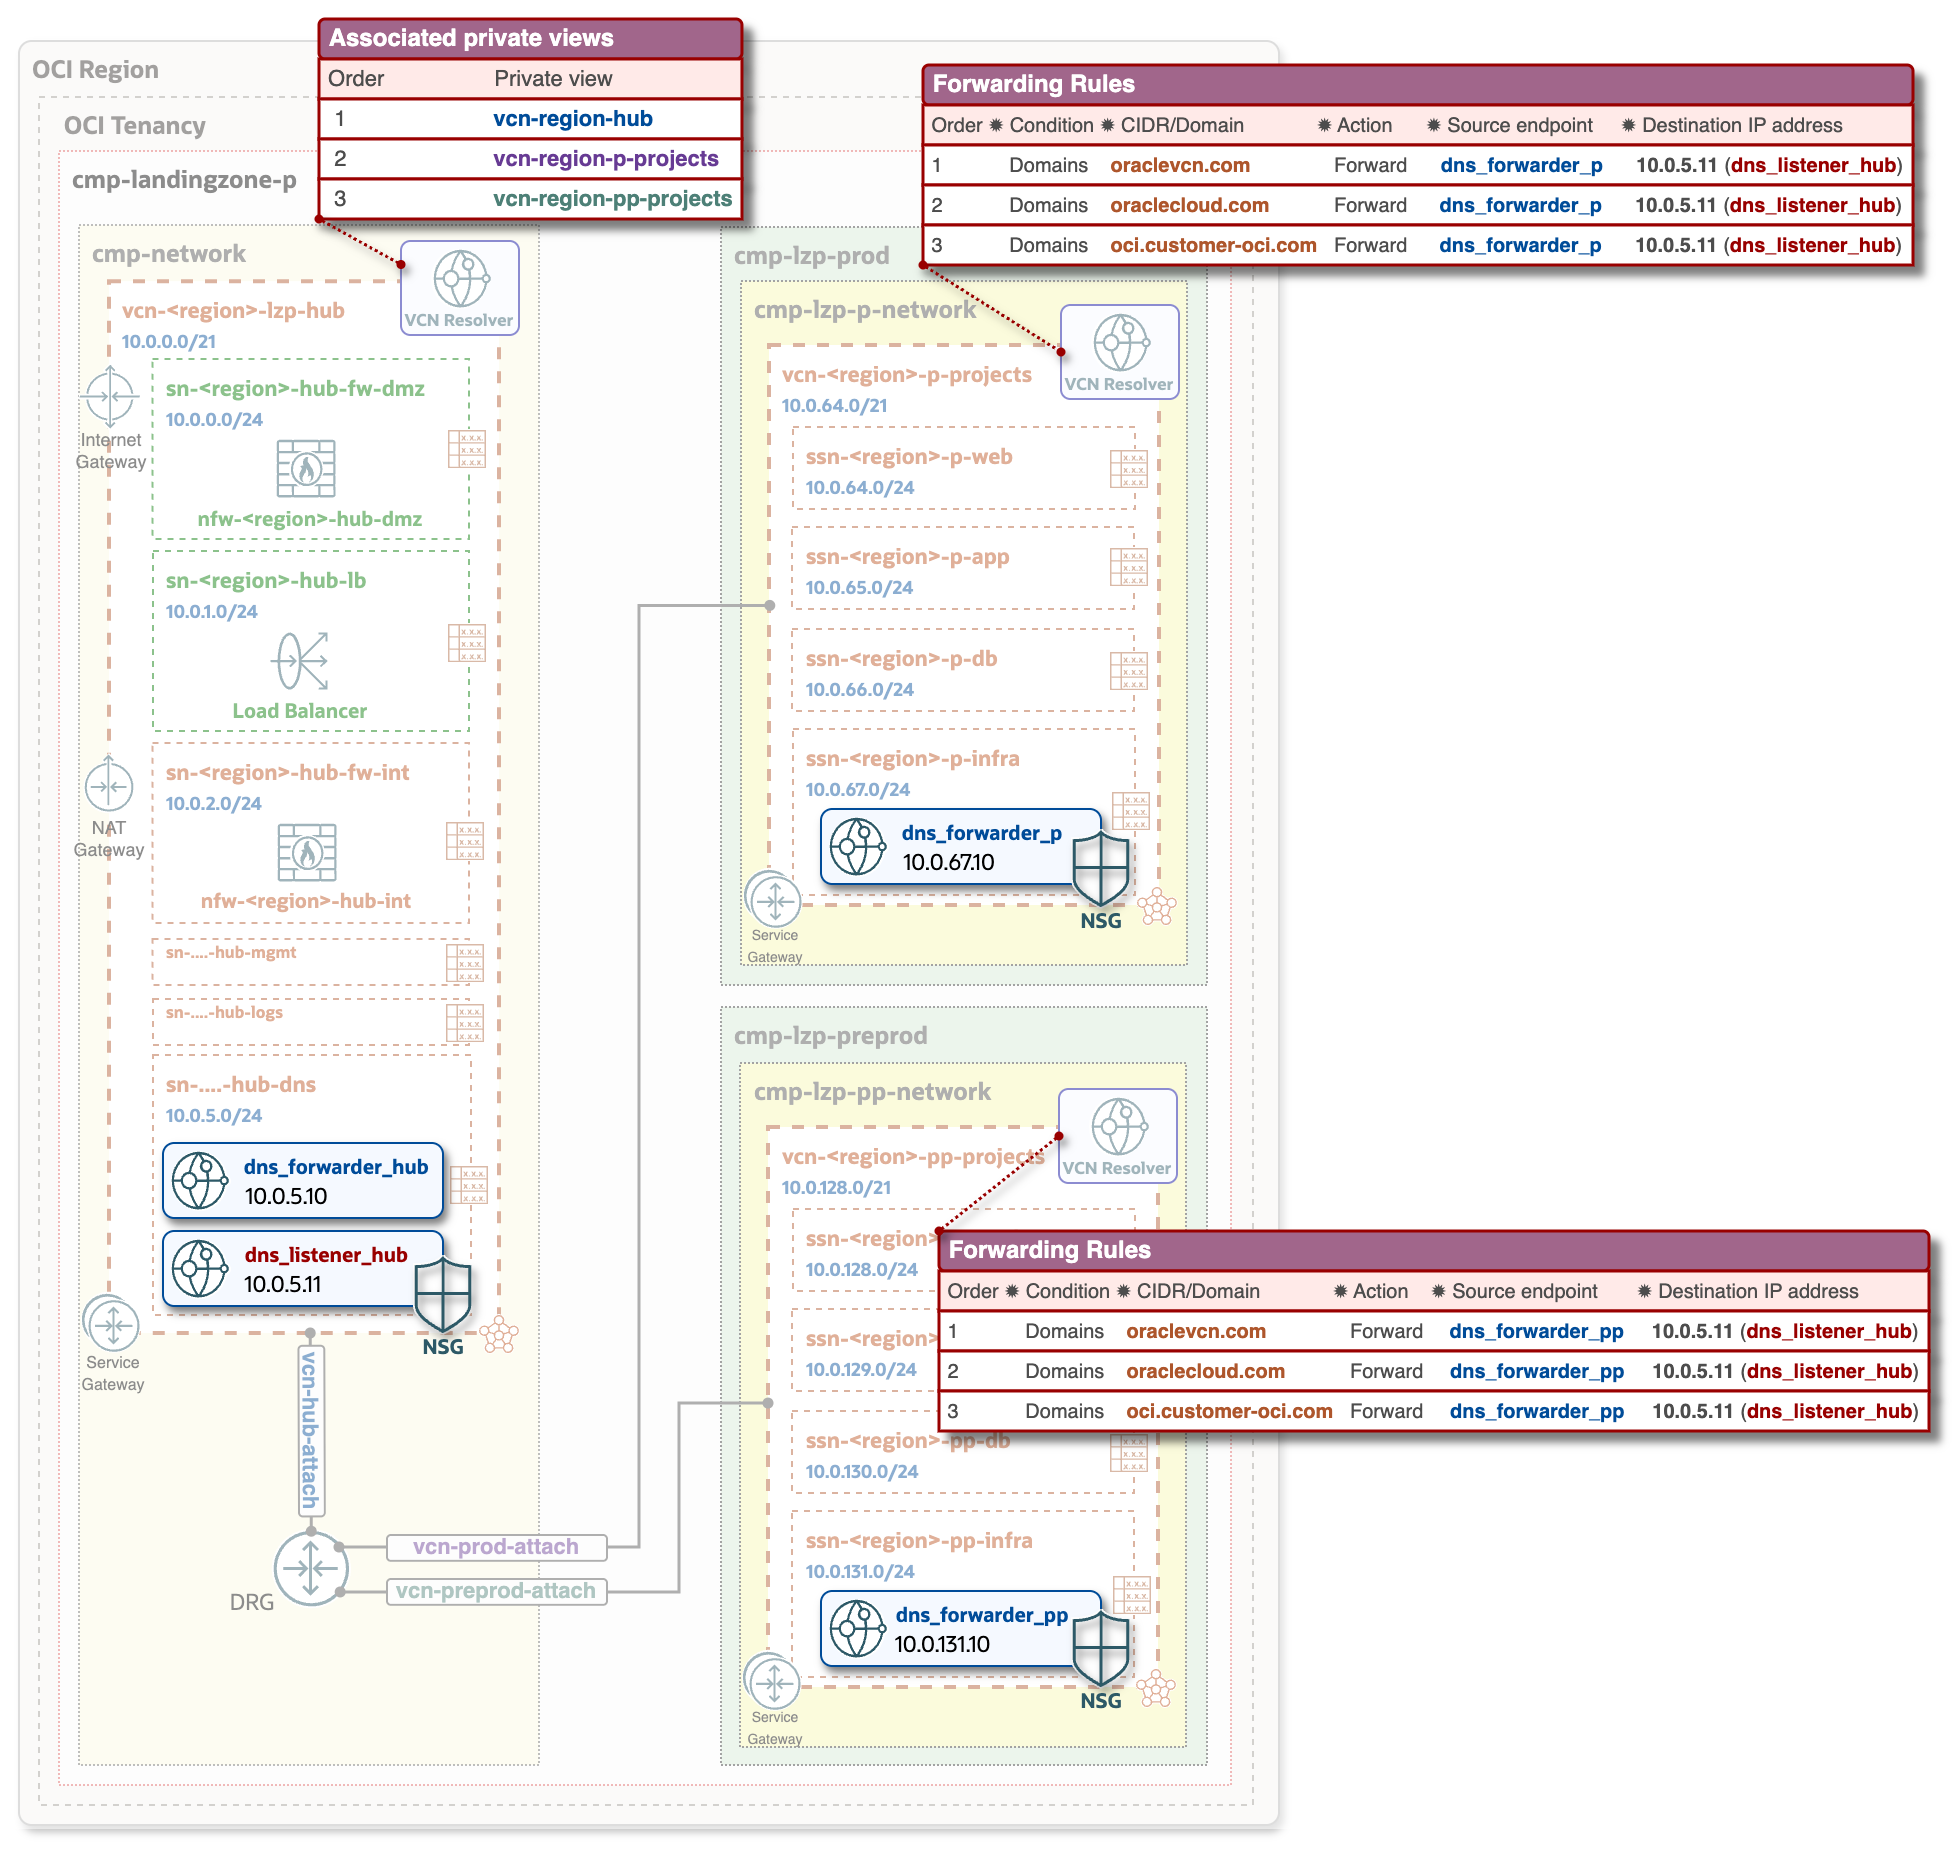 Associated private views
Order Private view
1 vcn-region-hub
2 vcn-region-p-projects
3 vcn-region-pp-projects
Forwarding Rules
Order ✹ Condition ✹ CIDR/Domain ✹ Action ✹ Source endpoint ✹ Destination IP address
1 Domains oraclevcn.com Forward dns_forwarder_p 10.0.5.11 (dns_listener_hub)
2 Domains oraclecloud.com Forward dns_forwarder_p 10.0.5.11 (dns_listener_hub)
3 Domains oci.customer-oci.com Forward dns_forwarder_p 10.0.5.11 (dns_listener_hub)
OCI Region
OCI Tenancy
cmp-landingzone-p
cmp-network
VCN Resolver
vcn-<region>-lzp-hub
10.0.0.0/21
sn-<region>-hub-fw-dmz
10.0.0.0/24
Internet
Gateway
nfw-<region>-hub-dmz
sn-<region>-hub-lb
10.0.1.0/24
Load Balancer
sn-<region>-hub-fw-int
10.0.2.0/24
NAT
Gateway
nfw-<region>-hub-int
sn-....-hub-mgmt
sn-....-hub-logs
sn-....-hub-dns
10.0.5.0/24
dns_forwarder_hub
10.0.5.10
dns_listener_hub
10.0.5.11
NSG
Service
Gateway
vcn-hub-attach
DRG
vcn-prod-attach
vcn-preprod-attach
cmp-lzp-prod
cmp-lzp-p-network
VCN Resolver
vcn-<region>-p-projects
10.0.64.0/21
ssn-<region>-p-web
10.0.64.0/24
ssn-<region>-p-app
10.0.65.0/24
ssn-<region>-p-db
10.0.66.0/24
ssn-<region>-p-infra
10.0.67.0/24
dns_forwarder_p
10.0.67.10
NSG
Service
Gateway
cmp-lzp-preprod
cmp-lzp-pp-network
VCN Resolver
vcn-<region>-pp-projects
10.0.128.0/21
ssn-<region>
10.0.128.0/24
ssn-<region>
10.0.129.0/24
Forwarding Rules
Order ✹ Condition ✹ CIDR/Domain ✹ Action ✹ Source endpoint ✹ Destination IP address
1 Domains oraclevcn.com Forward dns_forwarder_pp 10.0.5.11 (dns_listener_hub)
2 Domains oraclecloud.com Forward dns_forwarder_pp 10.0.5.11 (dns_listener_hub)
3 Domains oci.customer-oci.com Forward dns_forwarder_pp 10.0.5.11 (dns_listener_hub)
ssn-<region>-pp-db
10.0.130.0/24
ssn-<region>-pp-infra
10.0.131.0/24
dns_forwarder_pp
10.0.131.10
NSG
Service
Gateway